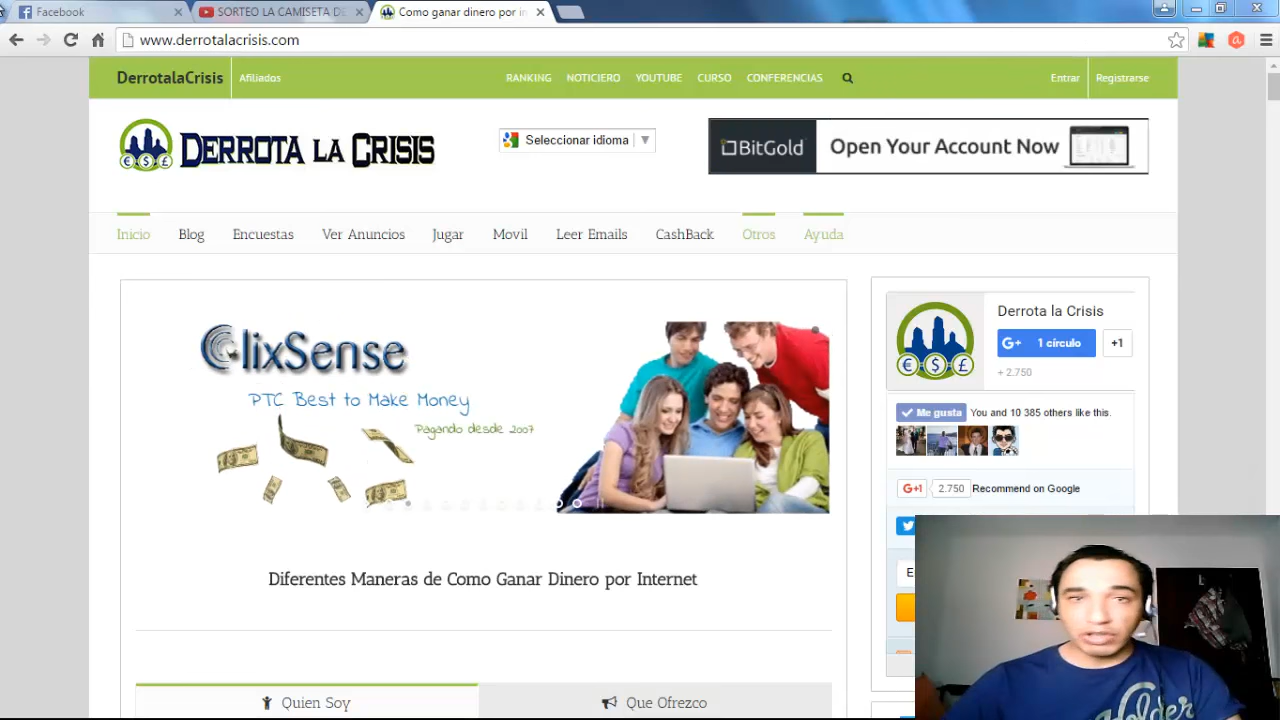 Facebook
SORTEO LA CAMISETA DE
Como ganar dinero por in
www.derrotalacrisis.com
DerrotalaCrisis
Afiliados
RANKING
NOTICIERO
YOUTUBE
CURSO
CONFERENCIAS
Entrar
Registrarse
DERROTA LA CRISIS
Seleccionar idioma
BitGold
Open Your Account Now
Inicio
Blog
Encuestas
Ver Anuncios
Jugar
Movil
Leer Emails
CashBack
Otros
Ayuda
ClixSense
PTC Best to Make Money
Pagando desde 2007
Derrota la Crisis
G+ 1 círculo
+1
+ 2.750
Me gusta
You and 10 385 others like this.
G+1
2.750
Recommend on Google
E
Diferentes Maneras de Como Ganar Dinero por Internet
Quien Soy
Que Ofrezco